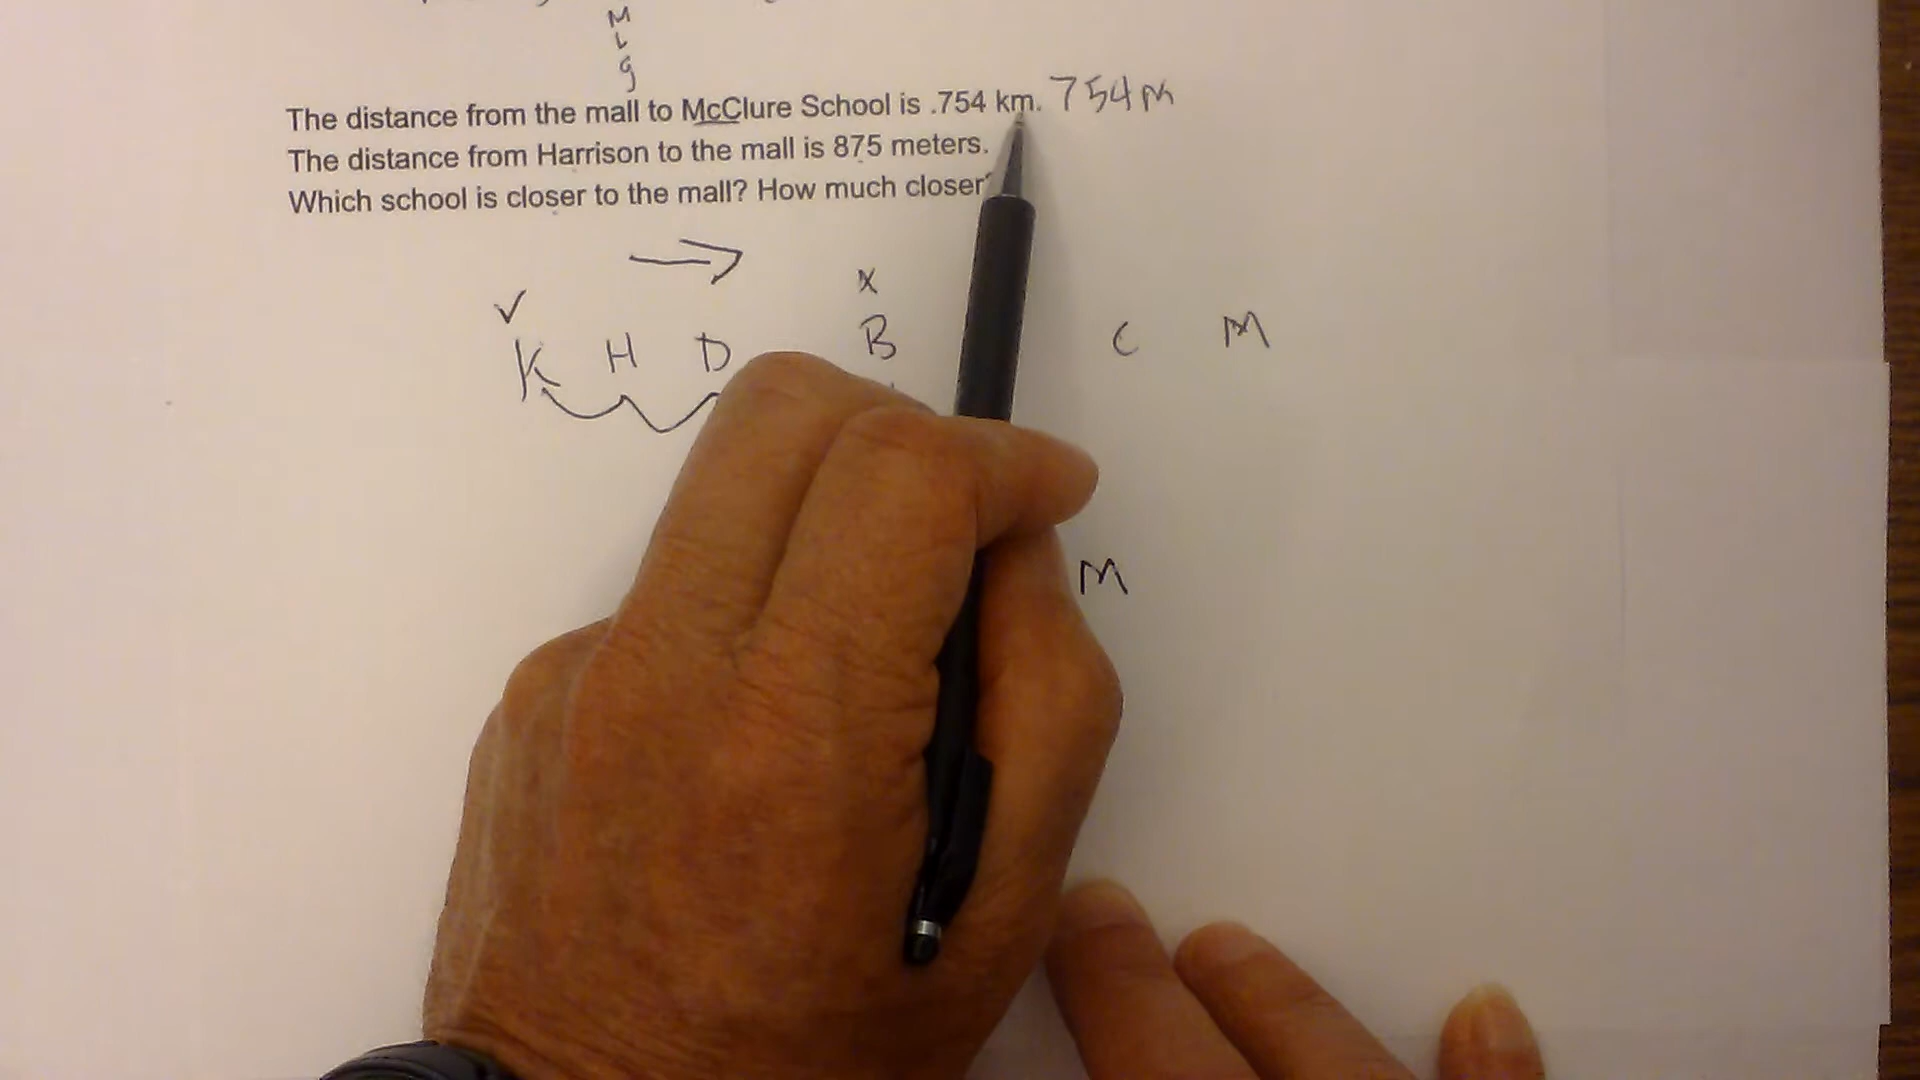 M
L
g
The distance from the mall to McClure School is .754 km. 754m
The distance from Harrison to the mall is 875 meters.
Which school is closer to the mall? How much closer?
x
✓
K H D B C M
M